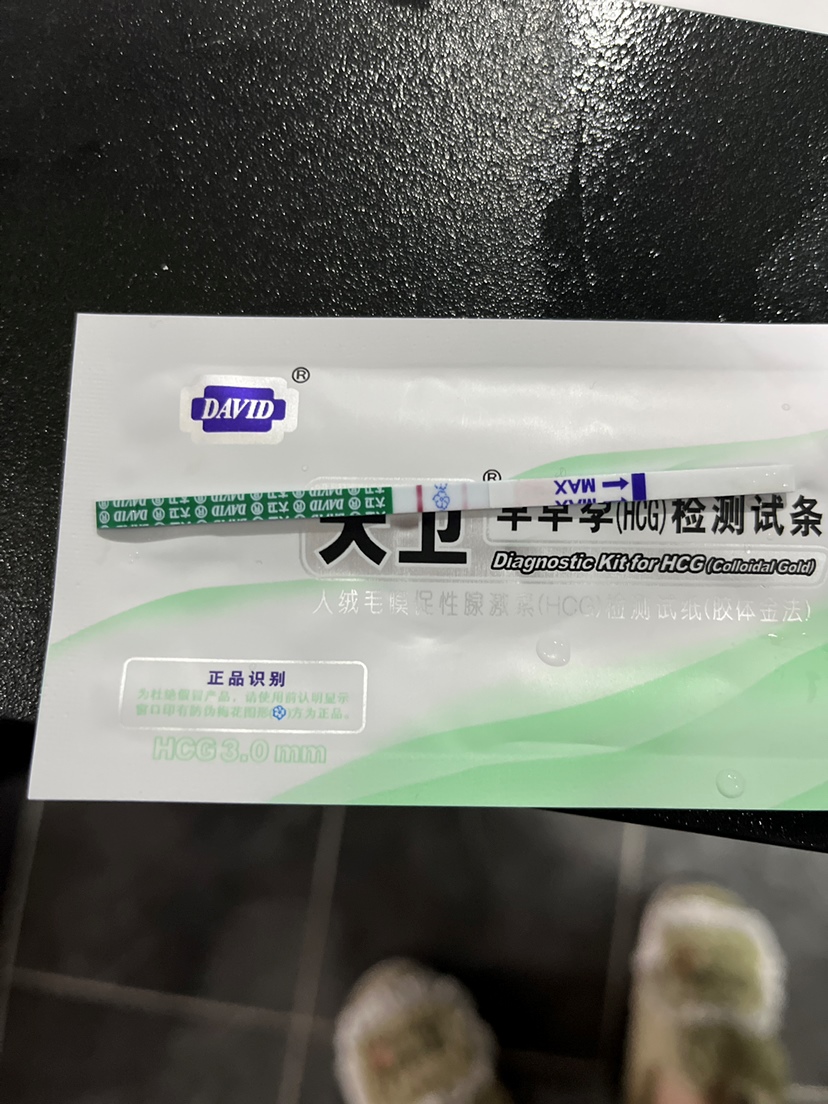 DAVID®
MAX
大卫® 早早孕(HCG)检测试条
Diagnostic Kit for HCG (Colloidal Gold)
人绒毛膜促性腺激素(HCG)检测试纸(胶体金法)
正品识别
为杜绝假冒产品,请使用前认明显示
窗口印有防伪梅花图形( )方为正品。
HCG 3.0 mm